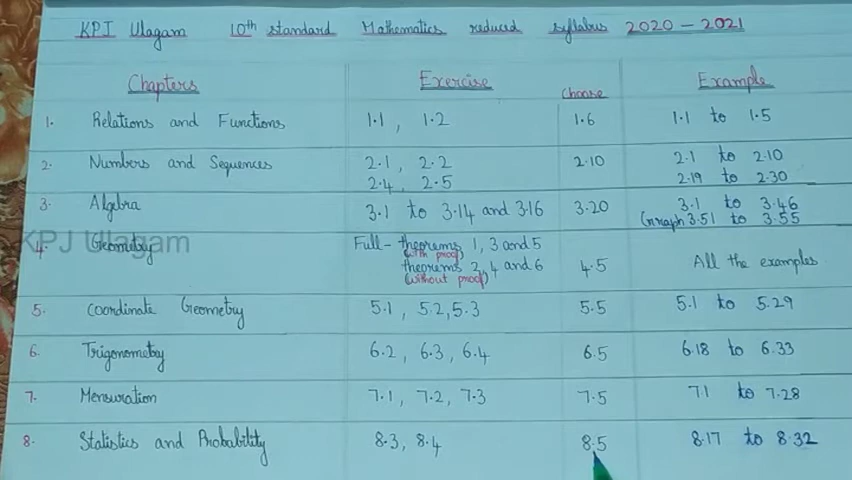 KPJ Ulagam 10th standard Mathematics reduced syllabus 2020 - 2021
Chapters Exercise Choose Example
1. Relations and Functions 1.1, 1.2 1.6 1.1 to 1.5
2. Numbers and Sequences 2.1, 2.2 2.10 2.1 to 2.10
2.4, 2.5 2.19 to 2.30
3. Algebra 3.1 to 3.14 and 3.16 3.20 3.1 to 3.46
Graph 3.51 to 3.55
KPJ Ulagam
4. Geometry Full - theorems 1, 3 and 5
(with proof)
theorems 2, 4 and 6 4.5 All the examples
(without proof)
5. Coordinate Geometry 5.1, 5.2, 5.3 5.5 5.1 to 5.29
6. Trigonometry 6.2, 6.3, 6.4 6.5 6.18 to 6.33
7. Mensuration 7.1, 7.2, 7.3 7.5 7.1 to 7.28
8. Statistics and Probability 8.3, 8.4 8.5 8.17 to 8.32